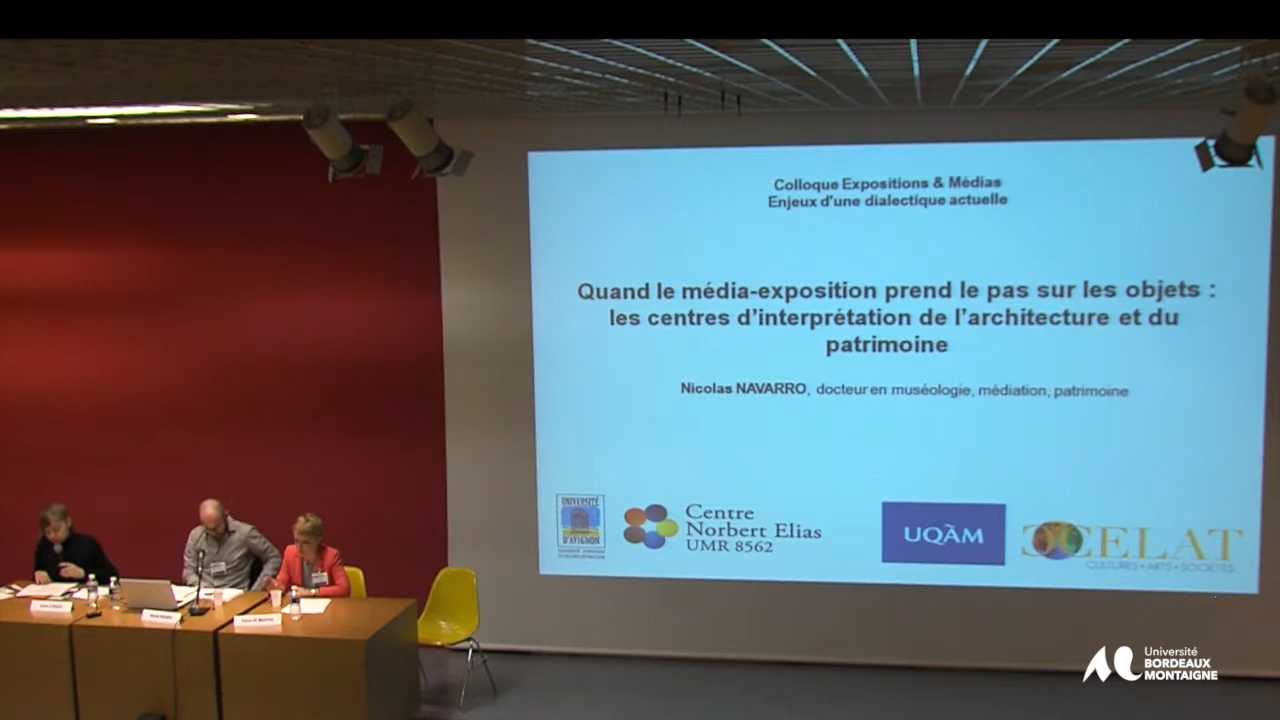 Colloque Expositions & Médias
Enjeux d'une dialectique actuelle
Quand le média-exposition prend le pas sur les objets :
les centres d'interprétation de l'architecture et du
patrimoine
Nicolas NAVARRO, docteur en muséologie, médiation, patrimoine
UNIVERSITÉ
D'AVIGNON
Centre
Norbert Elias
UMR 8562
UQÀM
CELAT
CULTURES • ARTS • SOCIÉTÉS
Université
BORDEAUX
MONTAIGNE